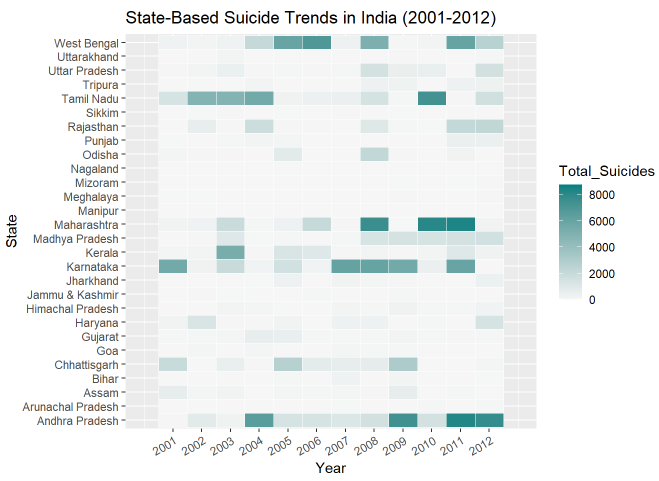 State-Based Suicide Trends in India (2001-2012)
West Bengal
Uttarakhand
Uttar Pradesh
Tripura
Tamil Nadu
Sikkim
Rajasthan
Punjab
Odisha
Nagaland
Mizoram
Meghalaya
Manipur
Maharashtra
Madhya Pradesh
Kerala
Karnataka
Jharkhand
Jammu & Kashmir
Himachal Pradesh
Haryana
Gujarat
Goa
Chhattisgarh
Bihar
Assam
Arunachal Pradesh
Andhra Pradesh
State
2001 2002 2003 2004 2005 2006 2007 2008 2009 2010 2011 2012
Year
Total_Suicides
8000
6000
4000
2000
0